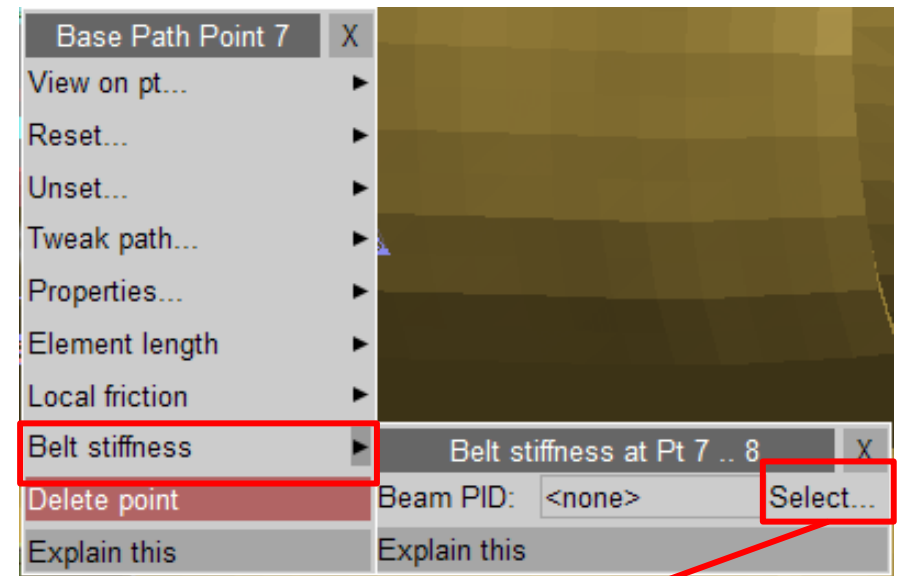 Base Path Point 7 X
View on pt...
Reset...
Unset...
Tweak path...
Properties...
Element length
Local friction
Belt stiffness
Delete point
Explain this
Belt stiffness at Pt 7 .. 8 X
Beam PID: <none> Select...
Explain this